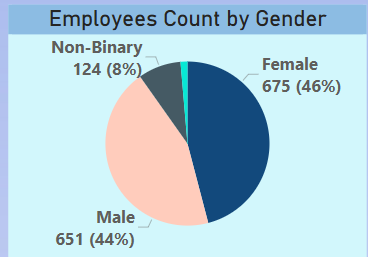 Employees Count by Gender
Non-Binary
124 (8%)
Female
675 (46%)
Male
651 (44%)